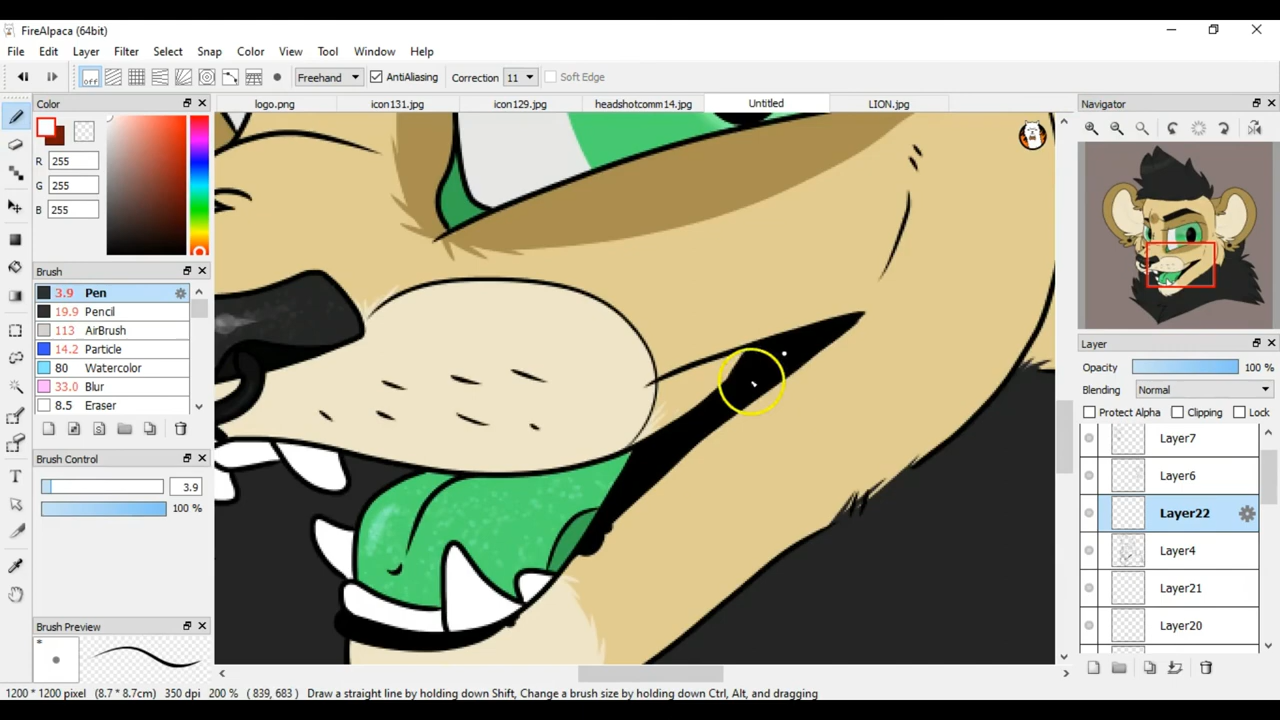 FireAlpaca (64bit)
File Edit Layer Filter Select Snap Color View Tool Window Help
off Freehand AntiAliasing Correction 11 Soft Edge
Color
logo.png icon131.jpg icon129.jpg headshotcomm14.jpg Untitled LION.jpg
Navigator
R 255
G 255
B 255
Brush
3.9 Pen
19.9 Pencil
113 AirBrush
14.2 Particle
80 Watercolor
33.0 Blur
8.5 Eraser
Brush Control
3.9
100 %
Brush Preview
*
Layer
Opacity 100 %
Blending Normal
Protect Alpha Clipping Lock
Layer7
Layer6
Layer22
Layer4
Layer21
Layer20
1200 * 1200 pixel (8.7 * 8.7cm) 350 dpi 200 % ( 839, 683 ) Draw a straight line by holding down Shift, Change a brush size by holding down Ctrl, Alt, and dragging